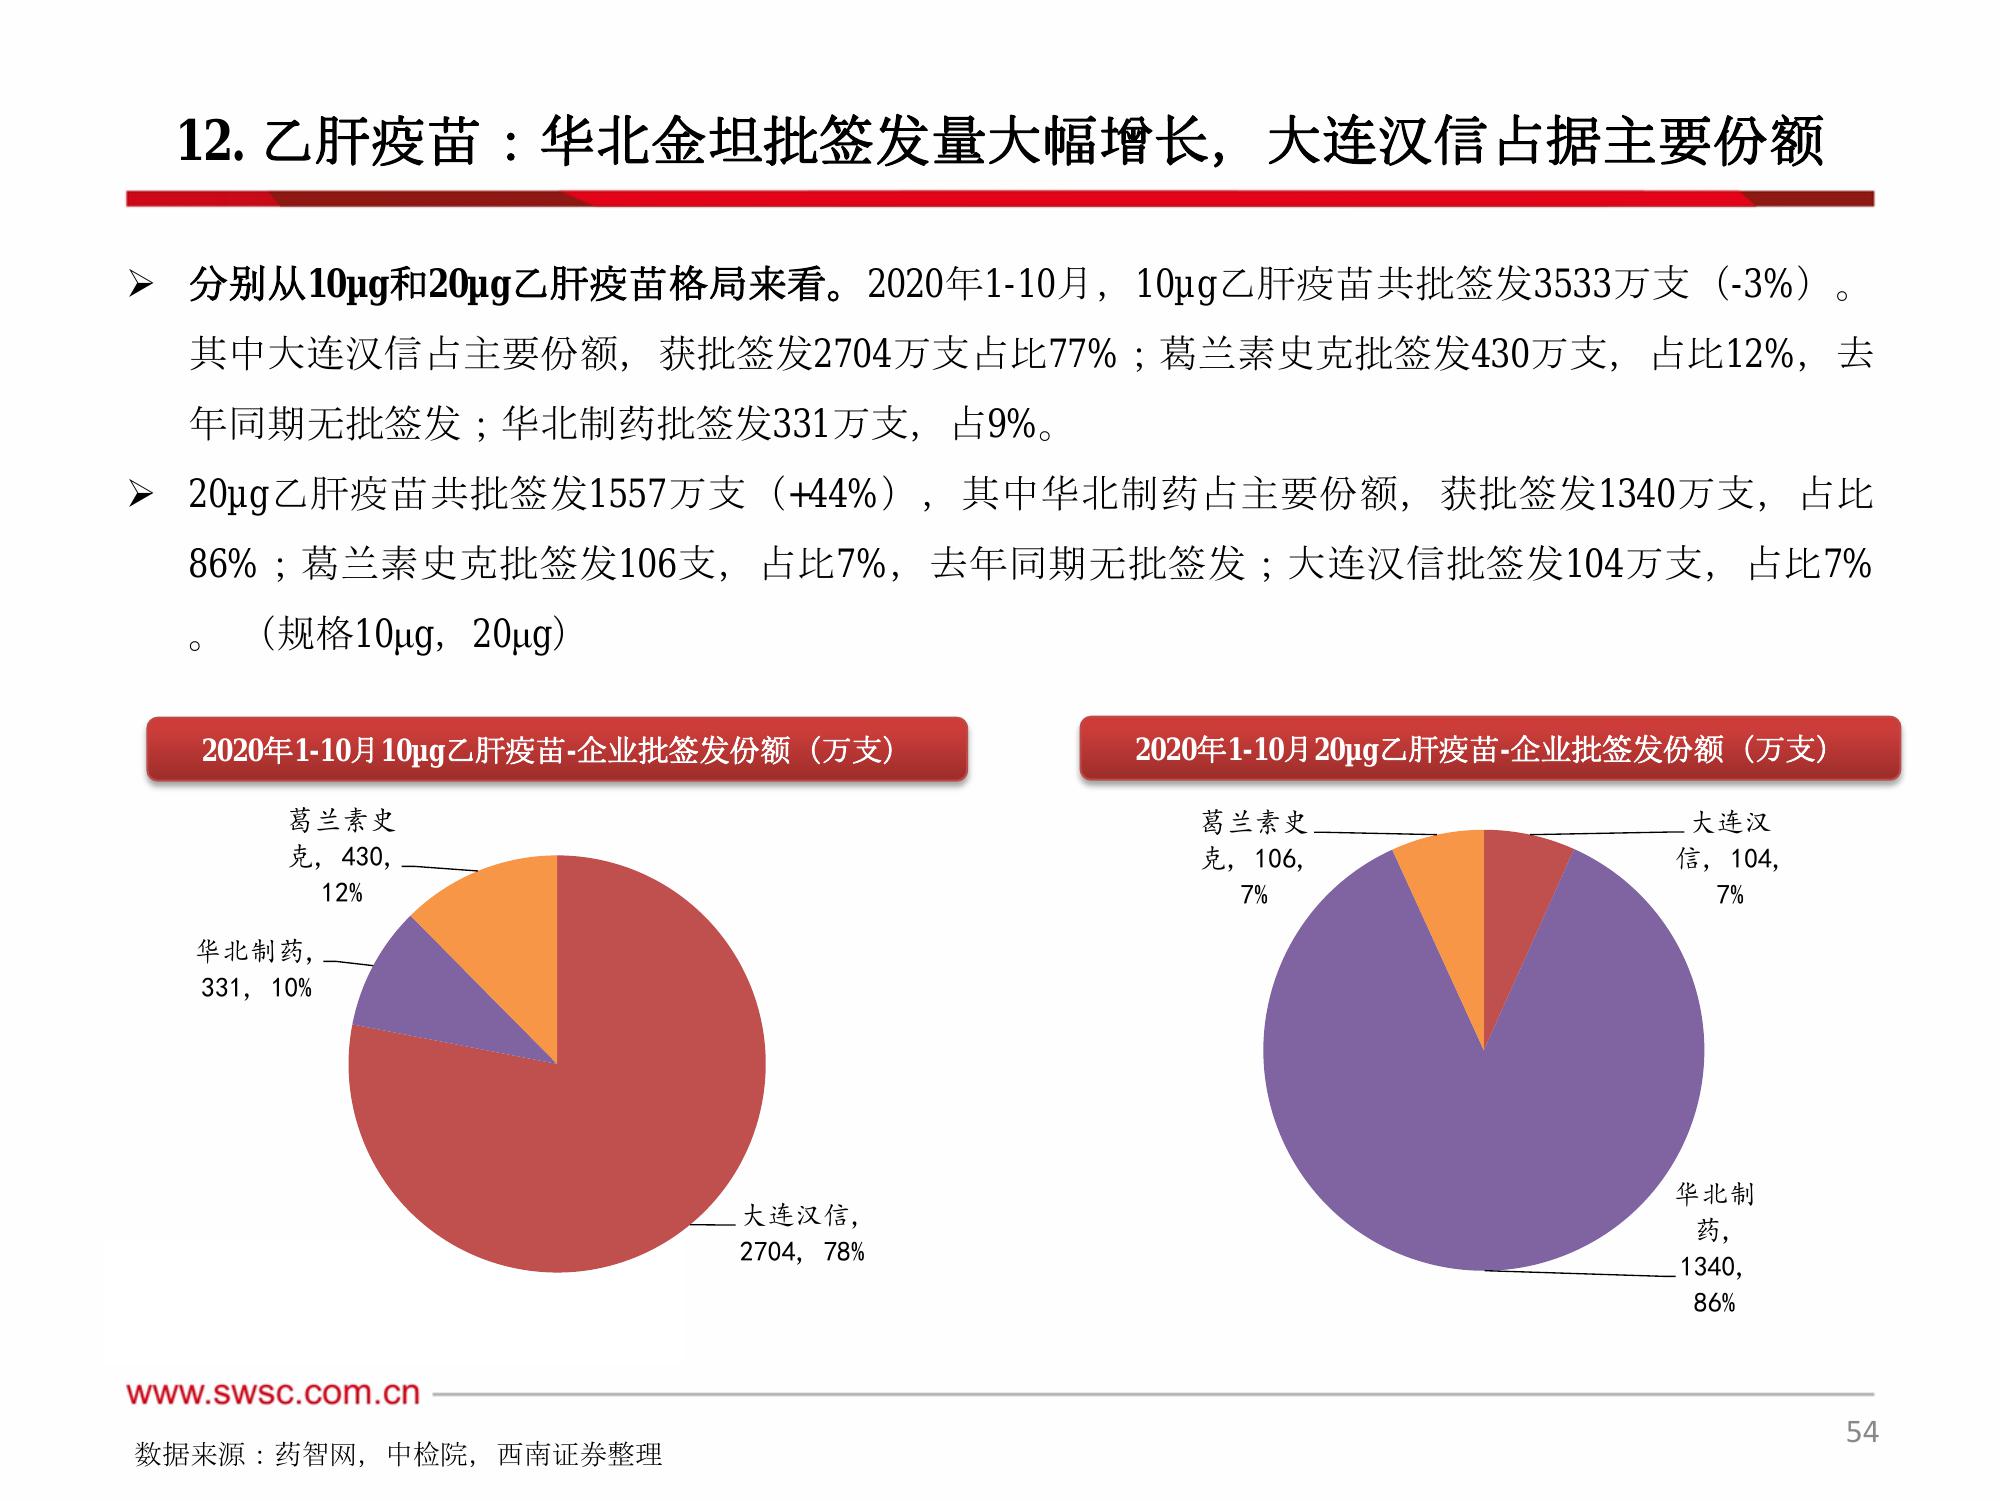 12. 乙肝疫苗：华北金坦批签发量大幅增长，大连汉信占据主要份额
➢ 分别从10μg和20μg乙肝疫苗格局来看。2020年1-10月，10μg乙肝疫苗共批签发3533万支（-3%）。
其中大连汉信占主要份额，获批签发2704万支占比77%；葛兰素史克批签发430万支，占比12%，去
年同期无批签发；华北制药批签发331万支，占9%。
➢ 20μg乙肝疫苗共批签发1557万支（+44%），其中华北制药占主要份额，获批签发1340万支，占比
86%；葛兰素史克批签发106支，占比7%，去年同期无批签发；大连汉信批签发104万支，占比7%
。（规格10μg，20μg）
2020年1-10月10μg乙肝疫苗-企业批签发份额（万支）
葛兰素史
克，430,
12%
华北制药,
331, 10%
大连汉信,
2704, 78%
2020年1-10月20μg乙肝疫苗-企业批签发份额（万支）
葛兰素史
克，106,
7%
大连汉
信，104,
7%
华北制
药,
1340,
86%
www.swsc.com.cn
54
数据来源：药智网，中检院，西南证券整理